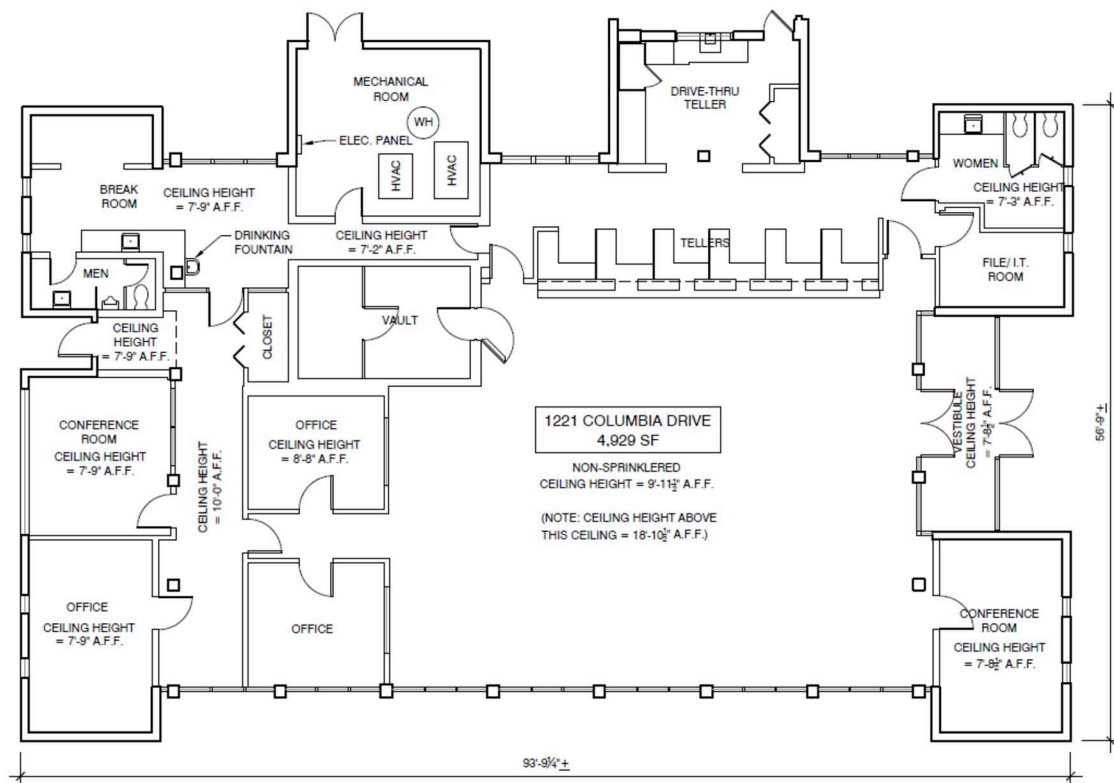 MECHANICAL
ROOM
WH
ELEC. PANEL
HVAC
HVAC
DRIVE-THRU
TELLER
BREAK
ROOM
CEILING HEIGHT
= 7'-9" A.F.F.
DRINKING
FOUNTAIN
CEILING HEIGHT
= 7'-2" A.F.F.
TELLERS
WOMEN
CEILING HEIGHT
= 7'-3" A.F.F.
FILE/ I.T.
ROOM
MEN
CEILING
HEIGHT
= 7'-9" A.F.F.
CLOSET
VAULT
CONFERENCE
ROOM
CEILING HEIGHT
= 7'-9" A.F.F.
CEILING HEIGHT
= 10'-0" A.F.F.
OFFICE
CEILING HEIGHT
= 8'-8" A.F.F.
1221 COLUMBIA DRIVE
4,929 SF
NON-SPRINKLERED
CEILING HEIGHT = 9'-11½" A.F.F.
(NOTE: CEILING HEIGHT ABOVE
THIS CEILING = 18'-10½" A.F.F.)
VESTIBULE
CEILING HEIGHT
= 7'-8½" A.F.F.
56'-9"±
OFFICE
CEILING HEIGHT
= 7'-9" A.F.F.
OFFICE
CONFERENCE
ROOM
CEILING HEIGHT
= 7'-8½" A.F.F.
93'-9¼"±